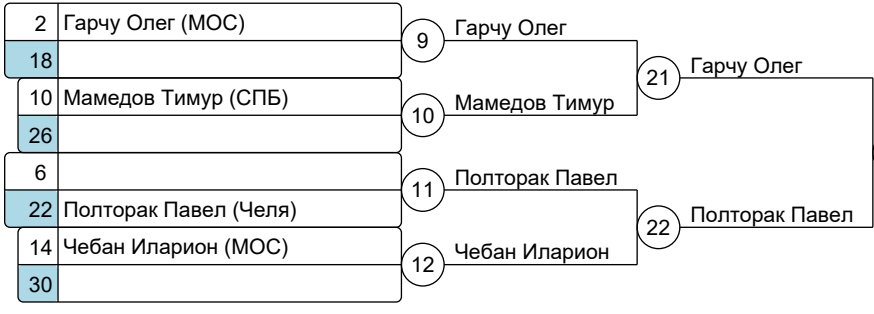 2 Гарчу Олег (МОС)
18
10 Мамедов Тимур (СПБ)
26
6
22 Полторак Павел (Челя)
14 Чебан Иларион (МОС)
30
9 Гарчу Олег
10 Мамедов Тимур
11 Полторак Павел
12 Чебан Иларион
21 Гарчу Олег
22 Полторак Павел